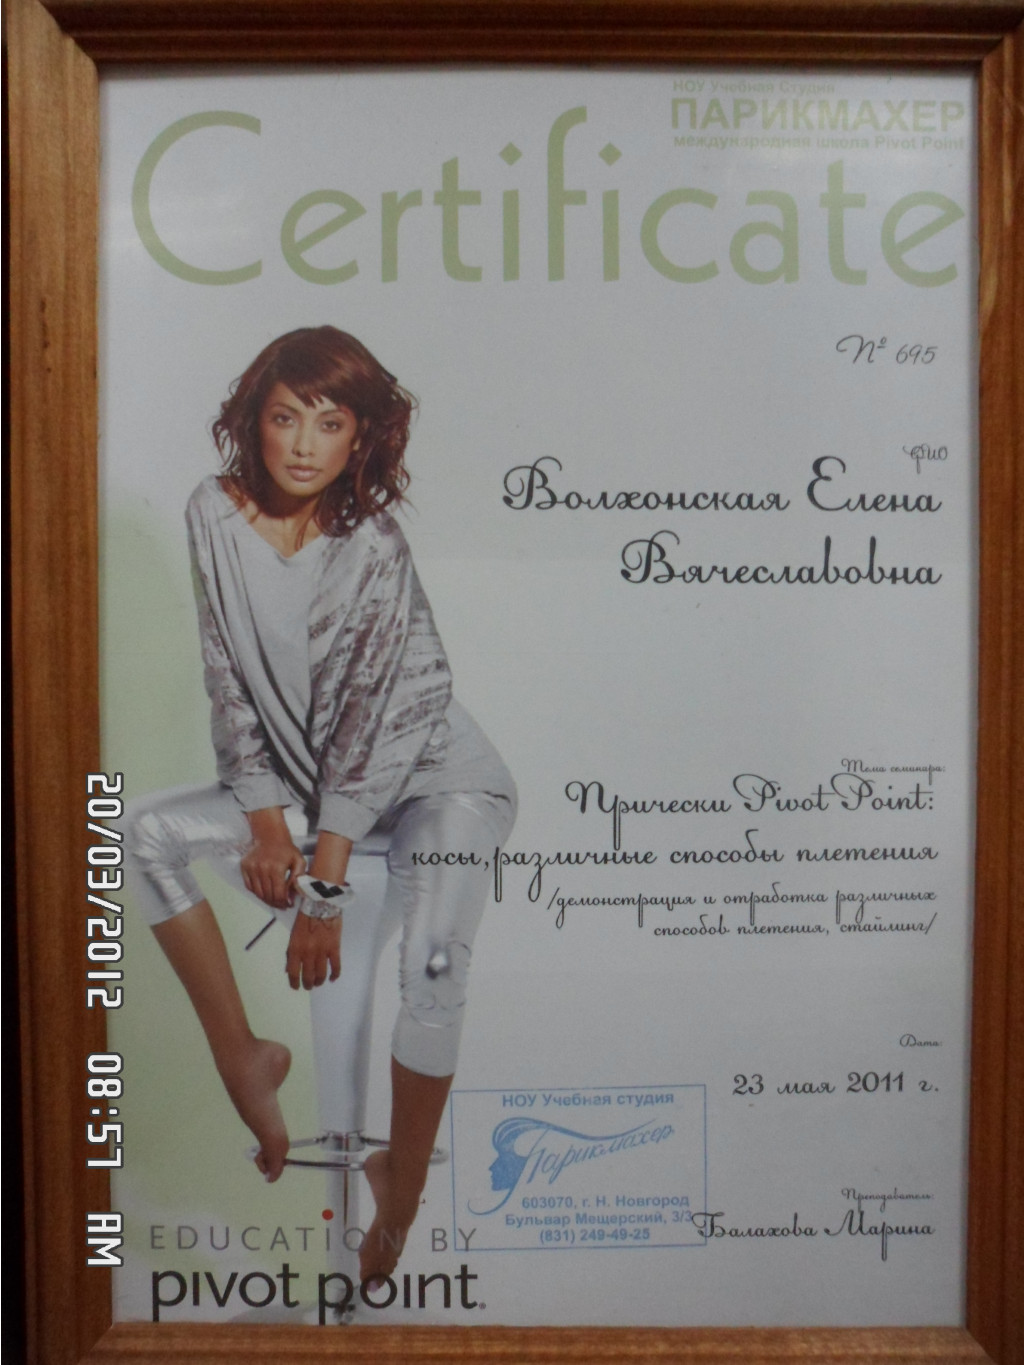 НОУ Учебная Студия
ПАРИКМАХЕР
международная школа Pivot Point
Certificate
№ 695
ФИО
Волхонская Елена
Вячеславовна
Тема семинара:
Прически Pivot Point:
косы, различные способы плетения
/демонстрация и отработка различных
способов плетения, стайлинг/
Дата:
23 мая 2011 г.
НОУ Учебная студия
Парикмахер
603070, г. Н. Новгород
Бульвар Мещерский, 3/3
(831) 249-49-25
Преподаватель:
Балахова Марина
EDUCATION BY
pivot point®
20/03/2012 08:57 AM